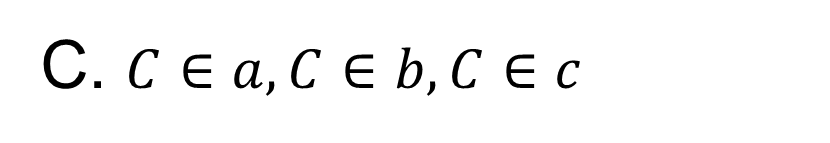 C. C ∈ a, C ∈ b, C ∈ c